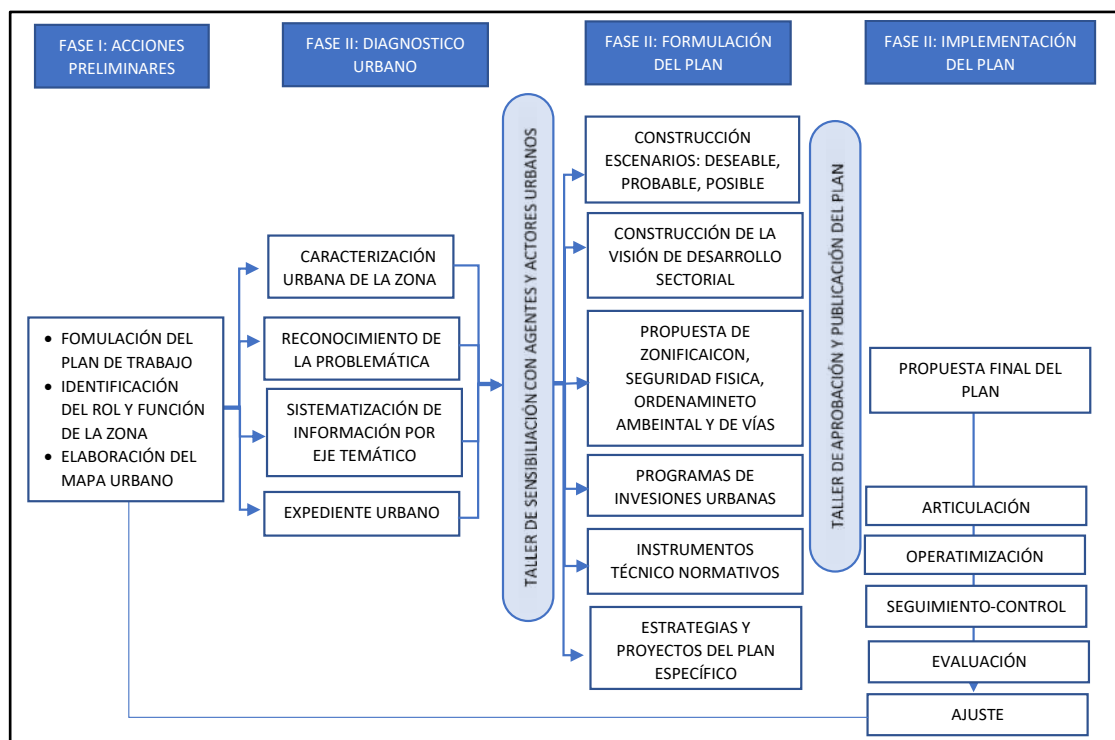 FASE I: ACCIONES
PRELIMINARES
FASE II: DIAGNOSTICO
URBANO
FASE II: FORMULACIÓN
DEL PLAN
FASE II: IMPLEMENTACIÓN
DEL PLAN
• FOMULACIÓN DEL
PLAN DE TRABAJO
• IDENTIFICACIÓN
DEL ROL Y FUNCIÓN
DE LA ZONA
• ELABORACIÓN DEL
MAPA URBANO
CARACTERIZACIÓN
URBANA DE LA ZONA
RECONOCIMIENTO DE
LA PROBLEMÁTICA
SISTEMATIZACIÓN DE
INFORMACIÓN POR
EJE TEMÁTICO
EXPEDIENTE URBANO
TALLER DE SENSIBILIACIÓN CON AGENTES Y ACTORES URBANOS
CONSTRUCCIÓN
ESCENARIOS: DESEABLE,
PROBABLE, POSIBLE
CONSTRUCCIÓN DE LA
VISIÓN DE DESARROLLO
SECTORIAL
PROPUESTA DE
ZONIFICAICON,
SEGURIDAD FISICA,
ORDENAMINETO
AMBEINTAL Y DE VÍAS
PROGRAMAS DE
INVESIONES URBANAS
INSTRUMENTOS
TÉCNICO NORMATIVOS
ESTRATEGIAS Y
PROYECTOS DEL PLAN
ESPECÍFICO
TALLER DE APROBACIÓN Y PUBLICACIÓN DEL PLAN
PROPUESTA FINAL DEL
PLAN
ARTICULACIÓN
OPERATIMIZACIÓN
SEGUIMIENTO-CONTROL
EVALUACIÓN
AJUSTE